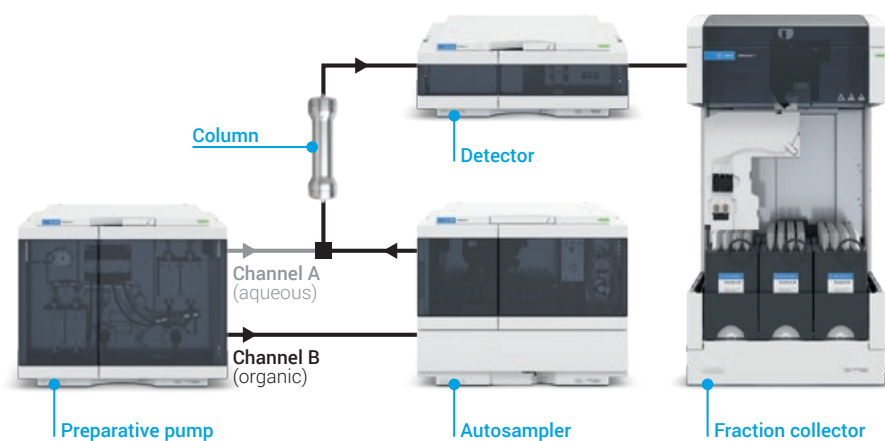 Column
Detector
Channel A
(aqueous)
Channel B
(organic)
Preparative pump
Autosampler
Fraction collector